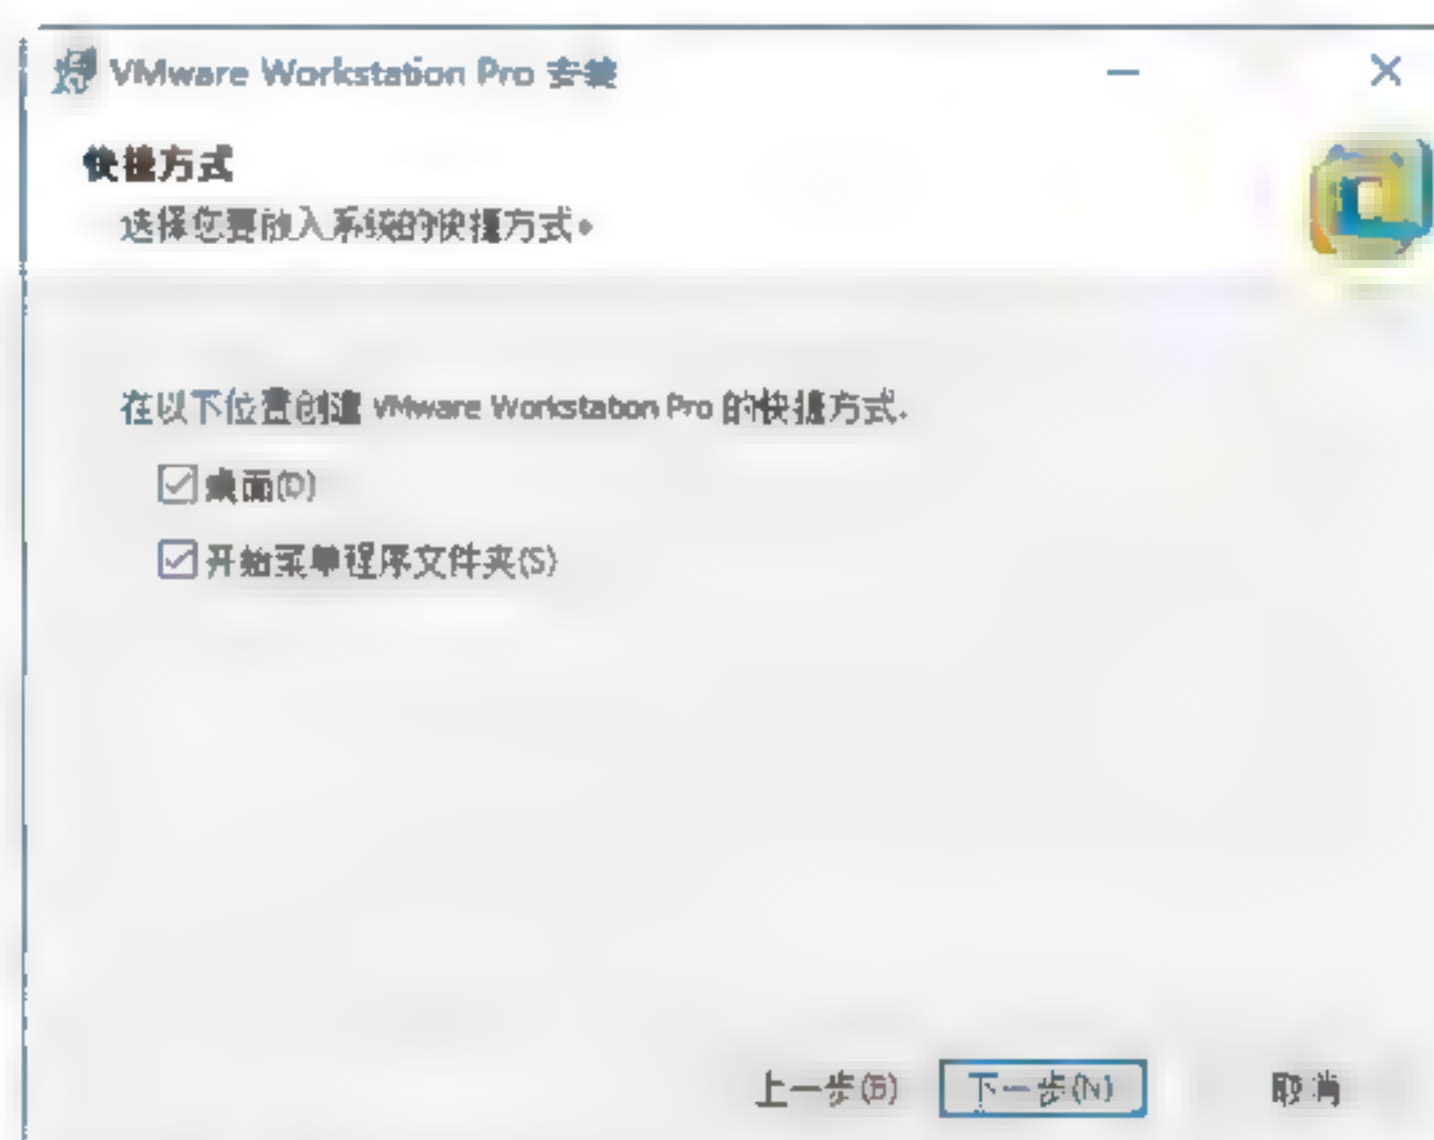 VMware Workstation Pro 安装
快捷方式
选择您要放入系统的快捷方式。
在以下位置创建 VMware Workstation Pro 的快捷方式.
桌面(D)
开始菜单程序文件夹(S)
上一步(B) 下一步(N) 取消